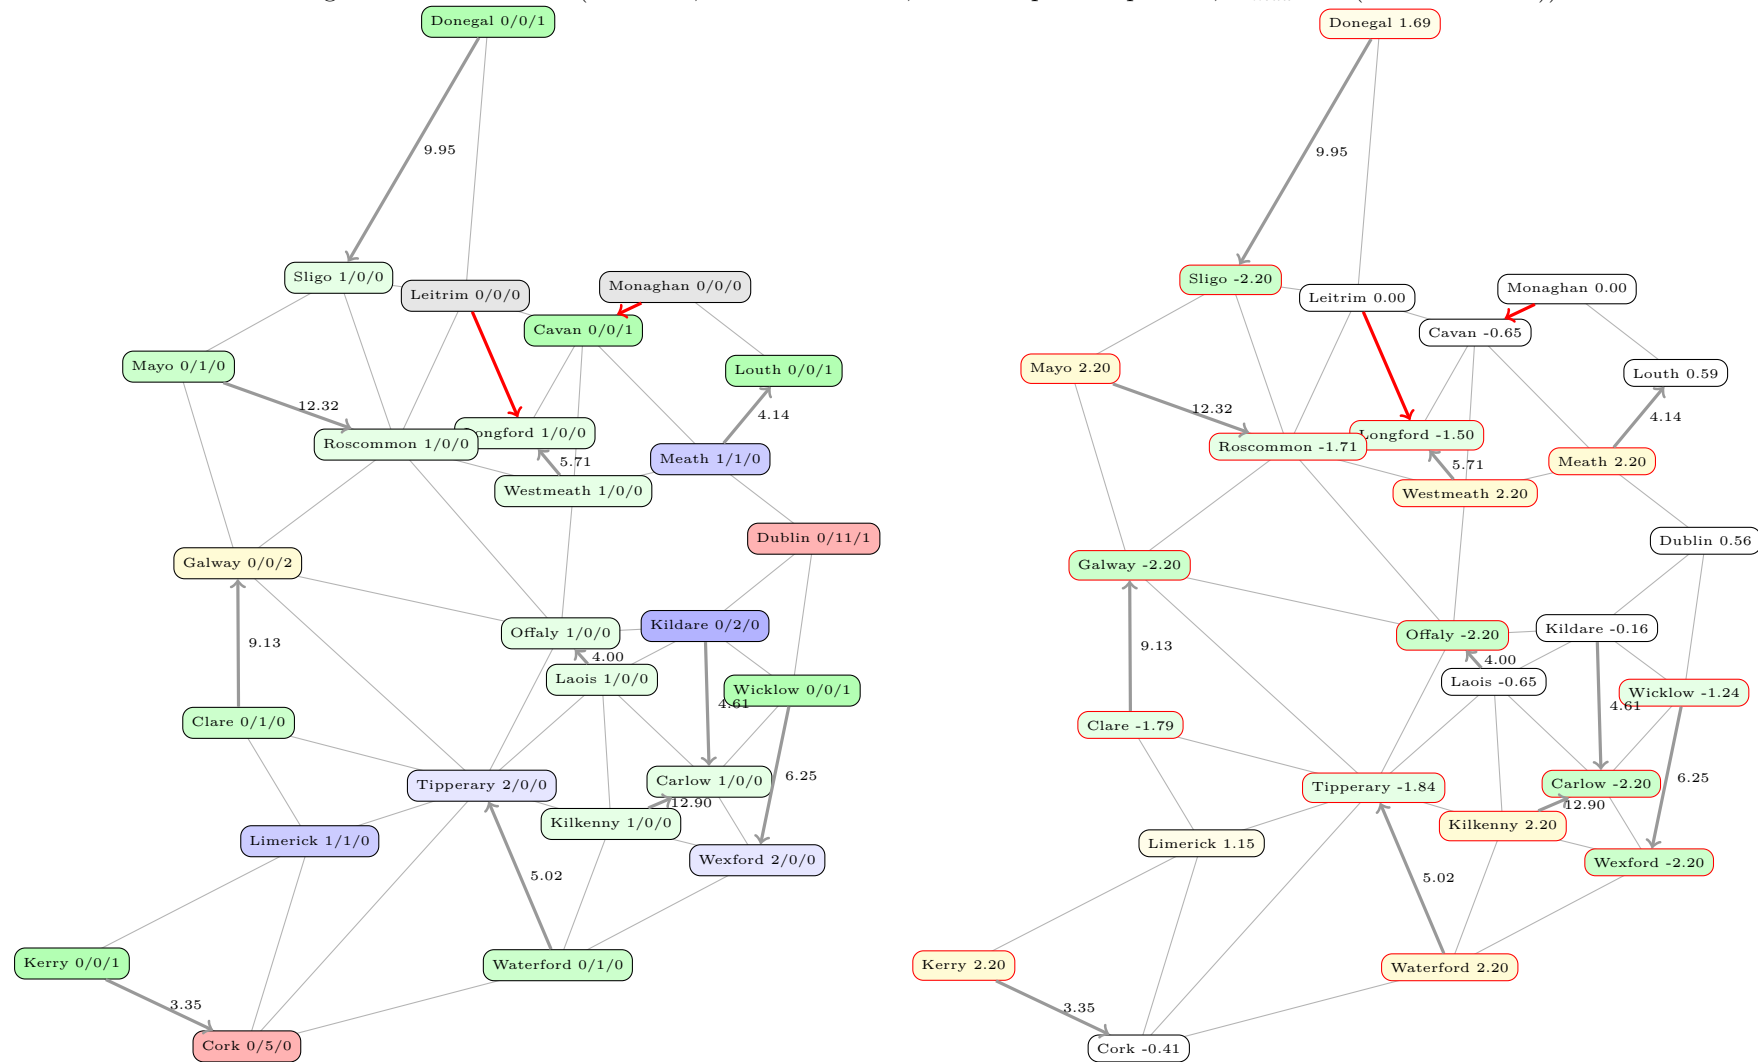 Donegal 0/0/1
9.95
Sligo 1/0/0
Leitrim 0/0/0
Monaghan 0/0/0
Cavan 0/0/1
Mayo 0/1/0
Louth 0/0/1
12.32
4.14
Longford 1/0/0
Roscommon 1/0/0
Meath 1/1/0
5.71
Westmeath 1/0/0
Dublin 0/11/1
Galway 0/0/2
Kildare 0/2/0
Offaly 1/0/0
9.13
4.00
Laois 1/0/0
Wicklow 0/0/1
4.61
Clare 0/1/0
6.25
Carlow 1/0/0
Tipperary 2/0/0
12.90
Kilkenny 1/0/0
Limerick 1/1/0
Wexford 2/0/0
5.02
Kerry 0/0/1
Waterford 0/1/0
3.35
Cork 0/5/0
Donegal 1.69
9.95
Sligo -2.20
Leitrim 0.00
Monaghan 0.00
Cavan -0.65
Mayo 2.20
Louth 0.59
12.32
4.14
Longford -1.50
Roscommon -1.71
Meath 2.20
5.71
Westmeath 2.20
Dublin 0.56
Galway -2.20
Kildare -0.16
Offaly -2.20
9.13
4.00
Laois -0.65
Wicklow -1.24
4.61
Clare -1.79
6.25
Carlow -2.20
Tipperary -1.84
12.90
Kilkenny 2.20
Limerick 1.15
Wexford -2.20
5.02
Kerry 2.20
Waterford 2.20
3.35
Cork -0.41